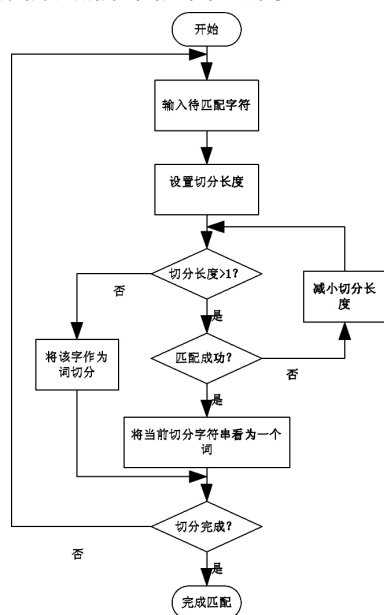 开始
输入待匹配字符
设置切分长度
切分长度>1?
否
是
减小切分长
度
将该字作为
词切分
匹配成功?
否
是
将当前切分字符串看为一个
词
切分完成?
否
是
完成匹配